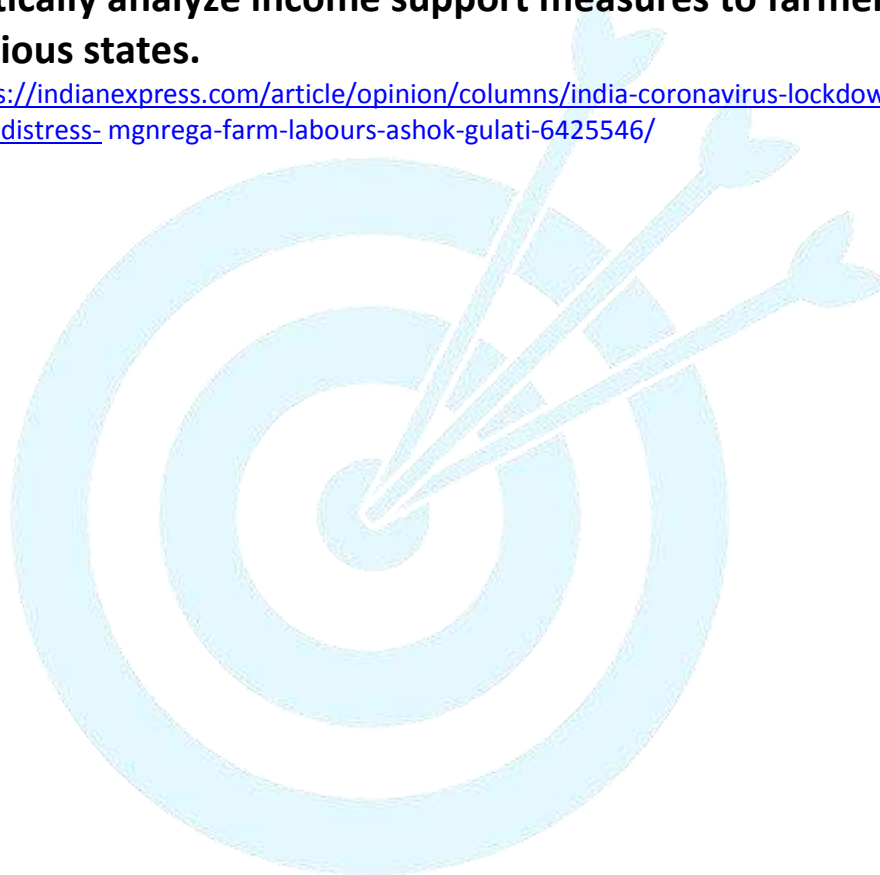 tically analyze income support measures to farmer
ious states.
s://indianexpress.com/article/opinion/columns/india-coronavirus-lockdow
distress- mgnrega-farm-labours-ashok-gulati-6425546/